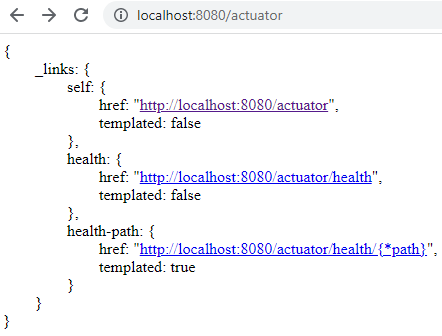 localhost:8080/actuator
{
_links: {
self: {
href: "http://localhost:8080/actuator",
templated: false
},
health: {
href: "http://localhost:8080/actuator/health",
templated: false
},
health-path: {
href: "http://localhost:8080/actuator/health/{*path}",
templated: true
}
}
}